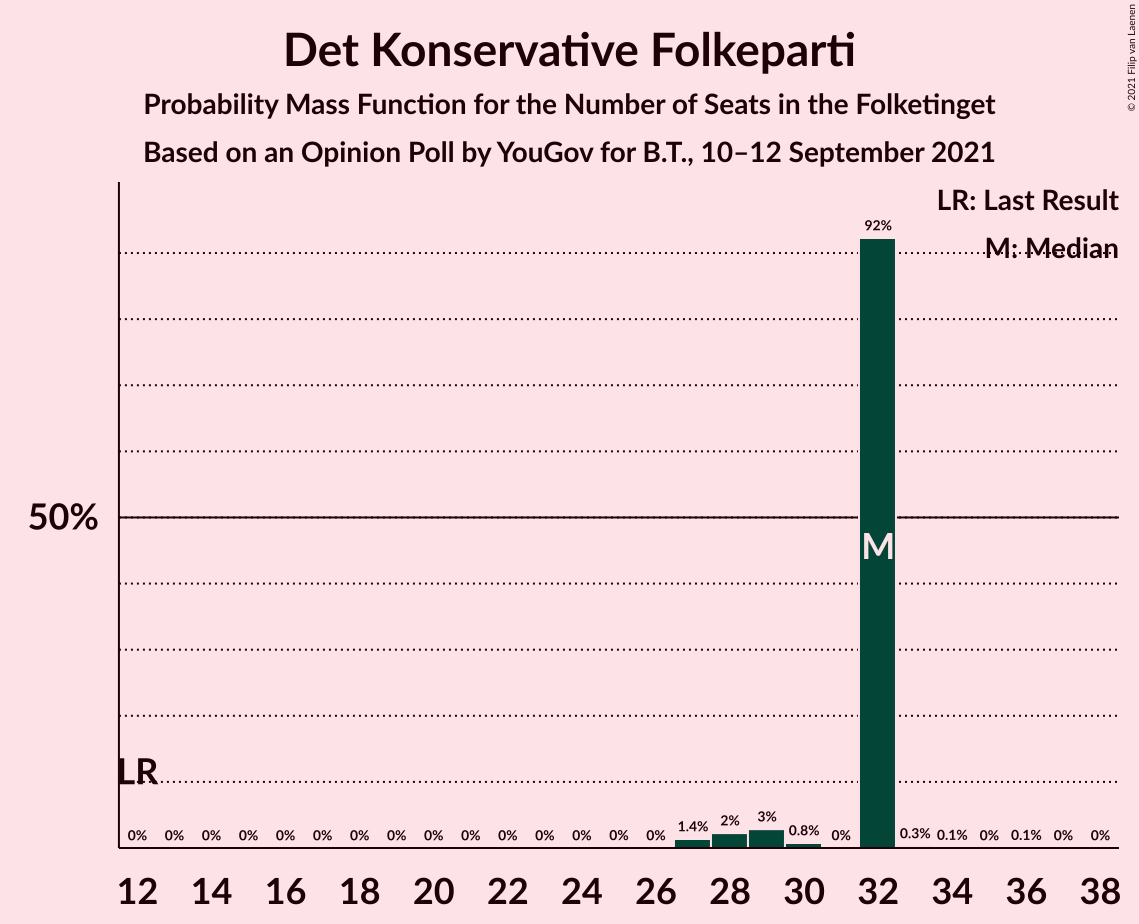 Det Konservative Folkeparti
Probability Mass Function for the Number of Seats in the Folketinget
Based on an Opinion Poll by YouGov for B.T., 10–12 September 2021
© 2021 Filip van Laenen
LR: Last Result
M: Median
92%
50%
M
LR
0% 0% 0% 0% 0% 0% 0% 0% 0% 0% 0% 0% 0% 0% 0% 1.4% 2% 3% 0.8% 0% 0.3% 0.1% 0% 0.1% 0% 0%
12 14 16 18 20 22 24 26 28 30 32 34 36 38